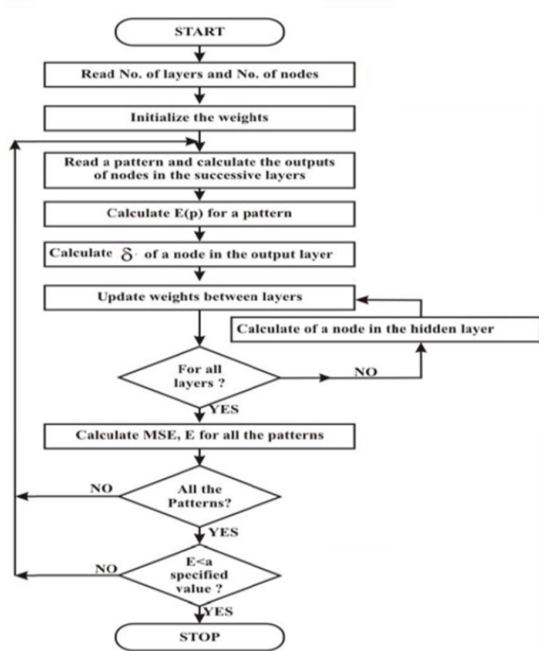 START
Read No. of layers and No. of nodes
Initialize the weights
Read a pattern and calculate the outputs
of nodes in the successive layers
Calculate E(p) for a pattern
Calculate δ of a node in the output layer
Update weights between layers
Calculate of a node in the hidden layer
For all
layers ?
NO
YES
Calculate MSE, E for all the patterns
NO
All the
Patterns?
YES
NO
E<a
specified
value ?
YES
STOP